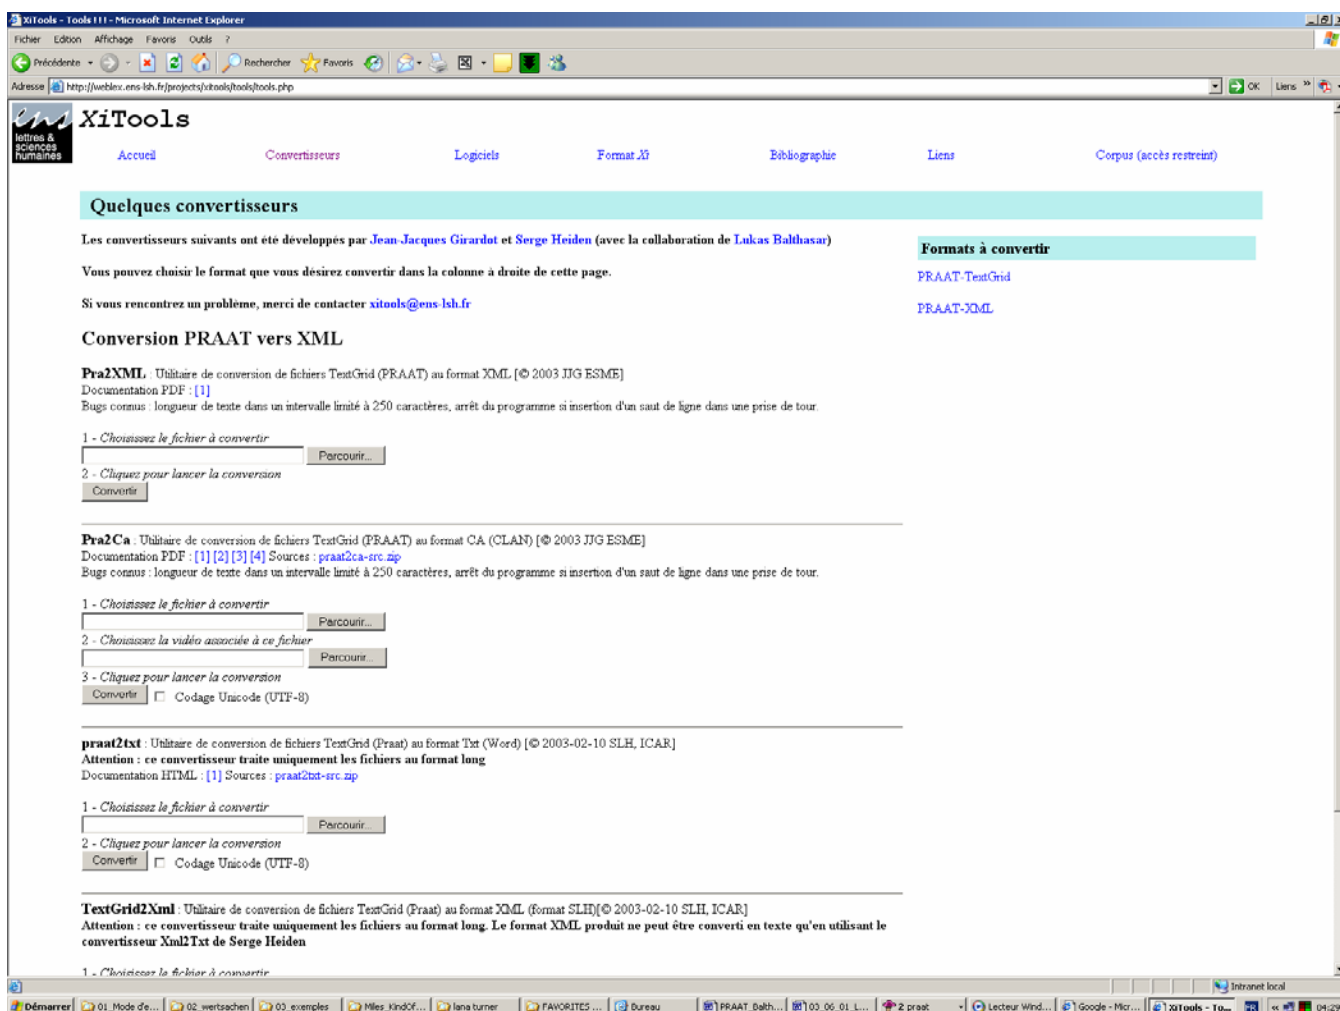 XiTools - Tools !!! - Microsoft Internet Explorer
Fichier Edition Affichage Favoris Outils ?
Précédente Rechercher Favoris
Adresse http://weblex.ens-lsh.fr/projects/xitools/tools/tools.php OK Liens »
ens lettres & sciences humaines
XiTools
Accueil Convertisseurs Logiciels Format Xi Bibliographie Liens Corpus (accès restreint)
Quelques convertisseurs
Les convertisseurs suivants ont été développés par Jean-Jacques Girardot et Serge Heiden (avec la collaboration de Lukas Balthasar)
Vous pouvez choisir le format que vous désirez convertir dans la colonne à droite de cette page.
Si vous rencontrez un problème, merci de contacter xitools@ens-lsh.fr
Formats à convertir
PRAAT-TextGrid
PRAAT-XML
Conversion PRAAT vers XML
Pra2XML : Utilitaire de conversion de fichiers TextGrid (PRAAT) au format XML [© 2003 JJG ESME]
Documentation PDF : [1]
Bugs connus : longueur de texte dans un intervalle limité à 250 caractères, arrêt du programme si insertion d'un saut de ligne dans une prise de tour.
1 - Choisissez le fichier à convertir
Parcourir...
2 - Cliquez pour lancer la conversion
Convertir
Pra2Ca : Utilitaire de conversion de fichiers TextGrid (PRAAT) au format CA (CLAN) [© 2003 JJG ESME]
Documentation PDF : [1] [2] [3] [4] Sources : praat2ca-src.zip
Bugs connus : longueur de texte dans un intervalle limité à 250 caractères, arrêt du programme si insertion d'un saut de ligne dans une prise de tour.
1 - Choisissez le fichier à convertir
Parcourir...
2 - Choisissez la vidéo associée à ce fichier
Parcourir...
3 - Cliquez pour lancer la conversion
Convertir Codage Unicode (UTF-8)
praat2txt : Utilitaire de conversion de fichiers TextGrid (Praat) au format Txt (Word) [© 2003-02-10 SLH, ICAR]
Attention : ce convertisseur traite uniquement les fichiers au format long
Documentation HTML : [1] Sources : praat2txt-src.zip
1 - Choisissez le fichier à convertir
Parcourir...
2 - Cliquez pour lancer la conversion
Convertir Codage Unicode (UTF-8)
TextGrid2Xml : Utilitaire de conversion de fichiers TextGrid (Praat) au format XML (format SLH)[© 2003-02-10 SLH, ICAR]
Attention : ce convertisseur traite uniquement les fichiers au format long. Le format XML produit ne peut être converti en texte qu'en utilisant le
convertisseur Xml2Txt de Serge Heiden
1 - Choisissez le fichier à convertir
Intranet local
Démarrer 01 Mode d'e... 02_wertsachen 03 exemples Miles_KindOf... lana turner FAVORITES ... Bureau PRAAT_Balth... 03_06_01_L... 2 praat Lecteur Wind... Google - Micr... XiTools - To... FR « 04:29